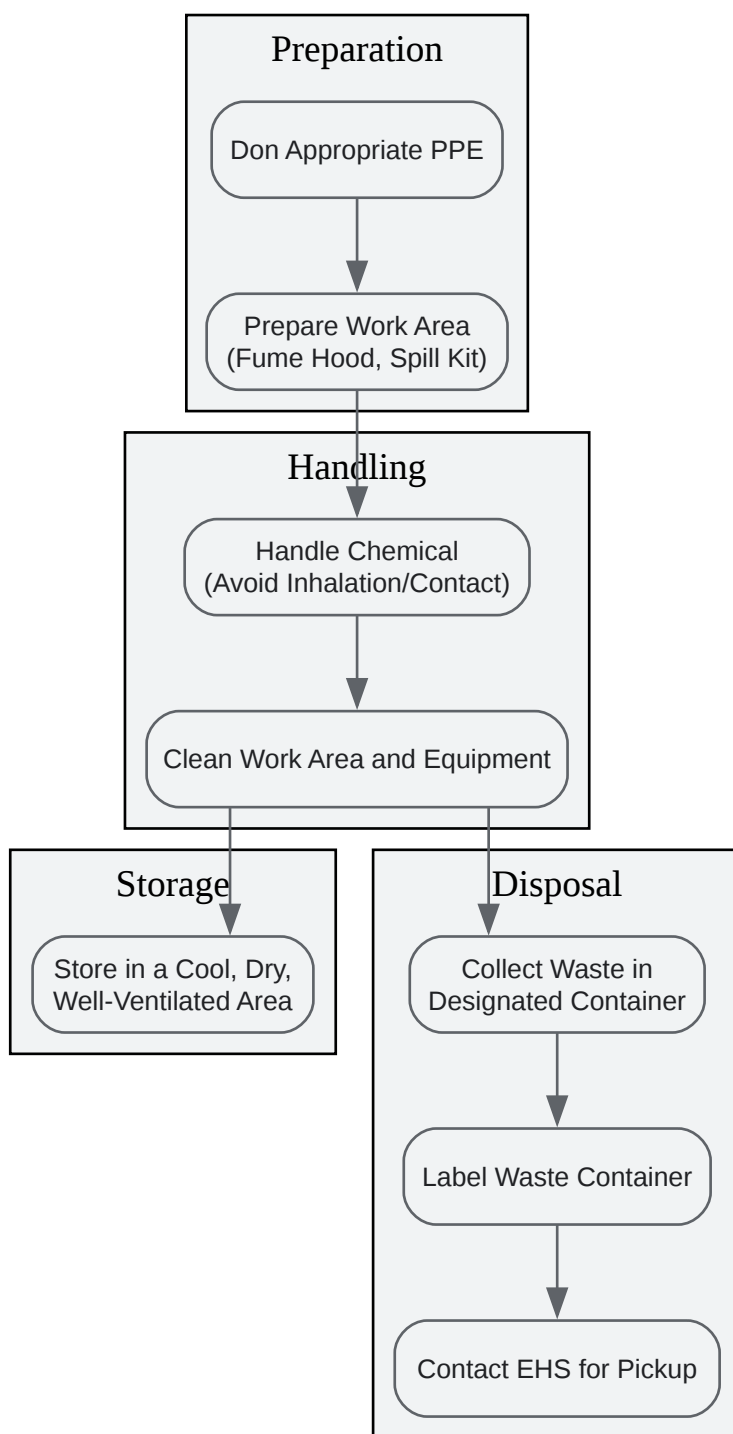 Preparation
Don Appropriate PPE
Prepare Work Area
(Fume Hood, Spill Kit)
Handling
Handle Chemical
(Avoid Inhalation/Contact)
Clean Work Area and Equipment
Storage
Store in a Cool, Dry,
Well-Ventilated Area
Disposal
Collect Waste in
Designated Container
Label Waste Container
Contact EHS for Pickup